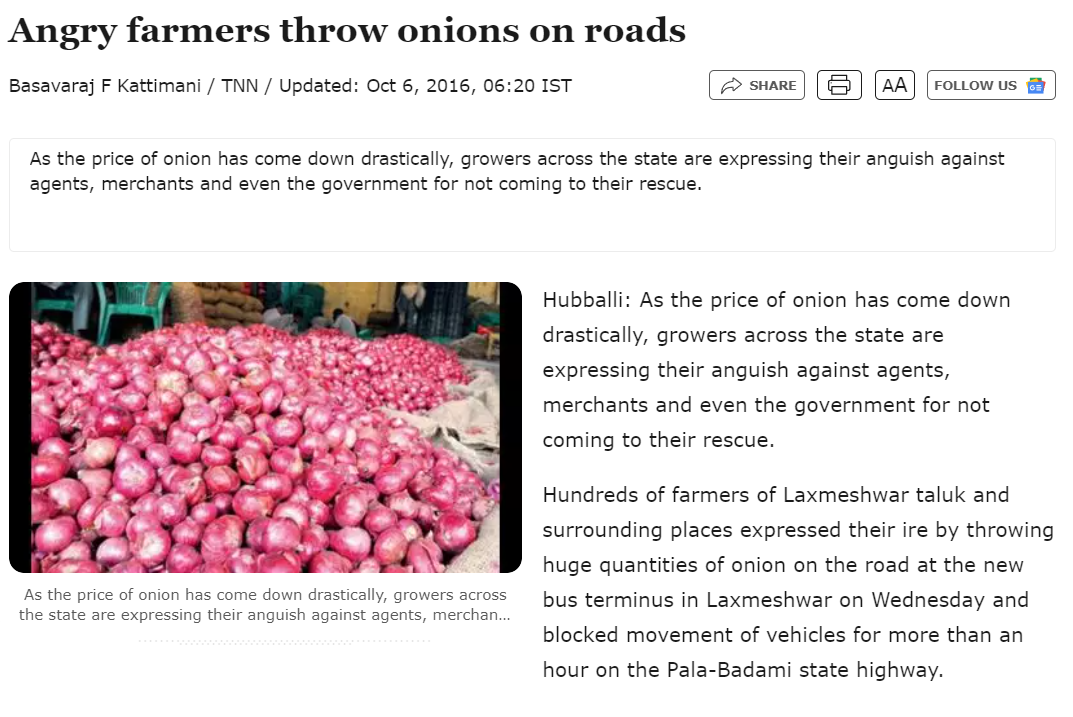 Angry farmers throw onions on roads
Basavaraj F Kattimani / TNN / Updated: Oct 6, 2016, 06:20 IST
SHARE
AA
FOLLOW US
GE
As the price of onion has come down drastically, growers across the state are expressing their anguish against
agents, merchants and even the government for not coming to their rescue.
As the price of onion has come down drastically, growers across
the state are expressing their anguish against agents, merchan...
Hubballi: As the price of onion has come down
drastically, growers across the state are
expressing their anguish against agents,
merchants and even the government for not
coming to their rescue.
Hundreds of farmers of Laxmeshwar taluk and
surrounding places expressed their ire by throwing
huge quantities of onion on the road at the new
bus terminus in Laxmeshwar on Wednesday and
blocked movement of vehicles for more than an
hour on the Pala-Badami state highway.